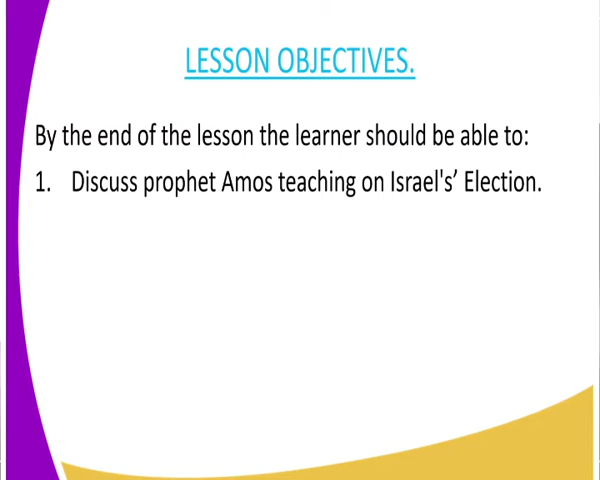 LESSON OBJECTIVES.
By the end of the lesson the learner should be able to:
1. Discuss prophet Amos teaching on Israel's’ Election.